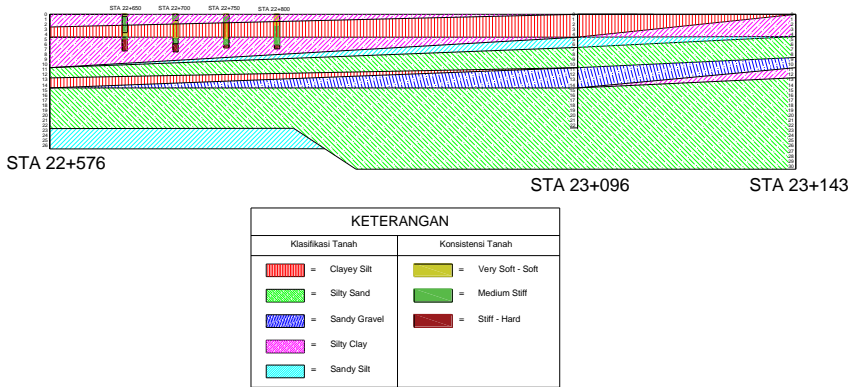 STA 22+650 STA 22+700 STA 22+750 STA 22+800
STA 22+576
STA 23+096
STA 23+143
KETERANGAN
Klasifikasi Tanah Konsistensi Tanah
= Clayey Silt = Very Soft - Soft
= Silty Sand = Medium Stiff
= Sandy Gravel = Stiff - Hard
= Silty Clay
= Sandy Silt